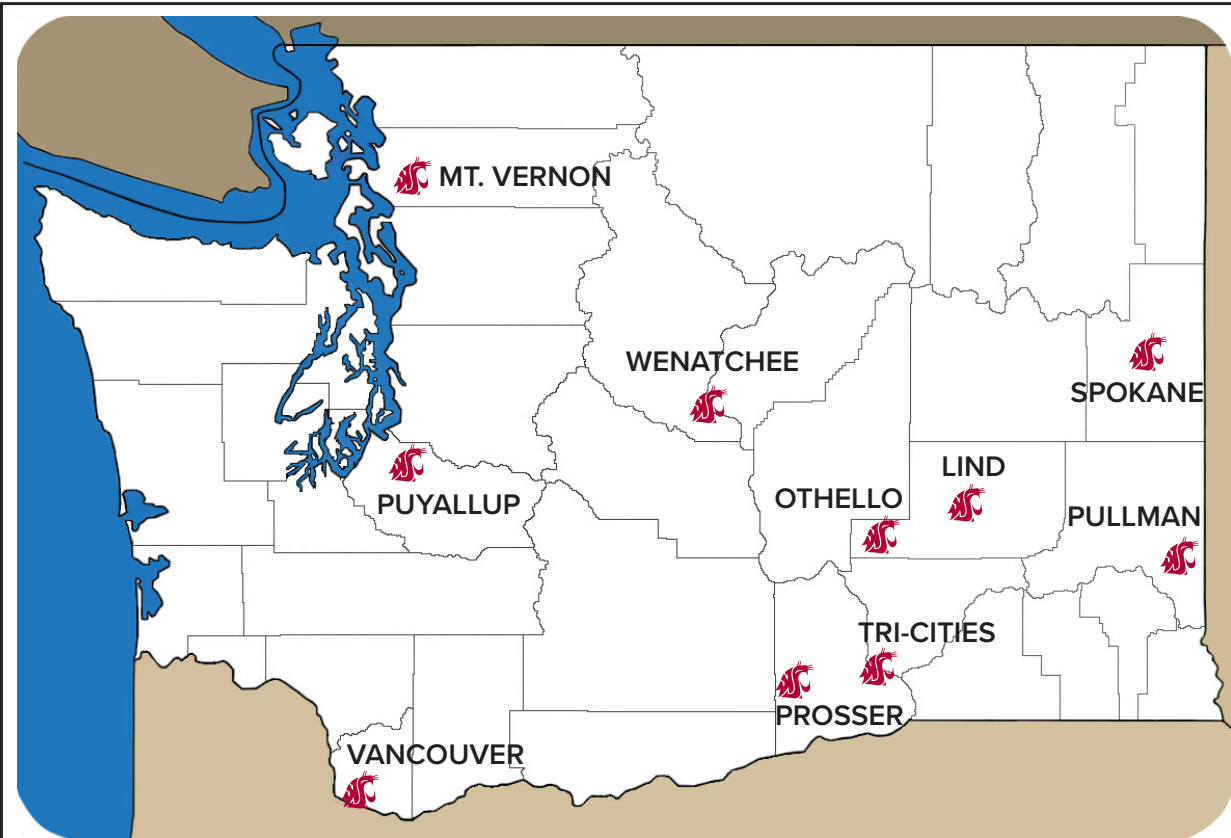 MT. VERNON
WENATCHEE
SPOKANE
LIND
OTHELLO
PUYALLUP
PULLMAN
TRI-CITIES
PROSSER
VANCOUVER